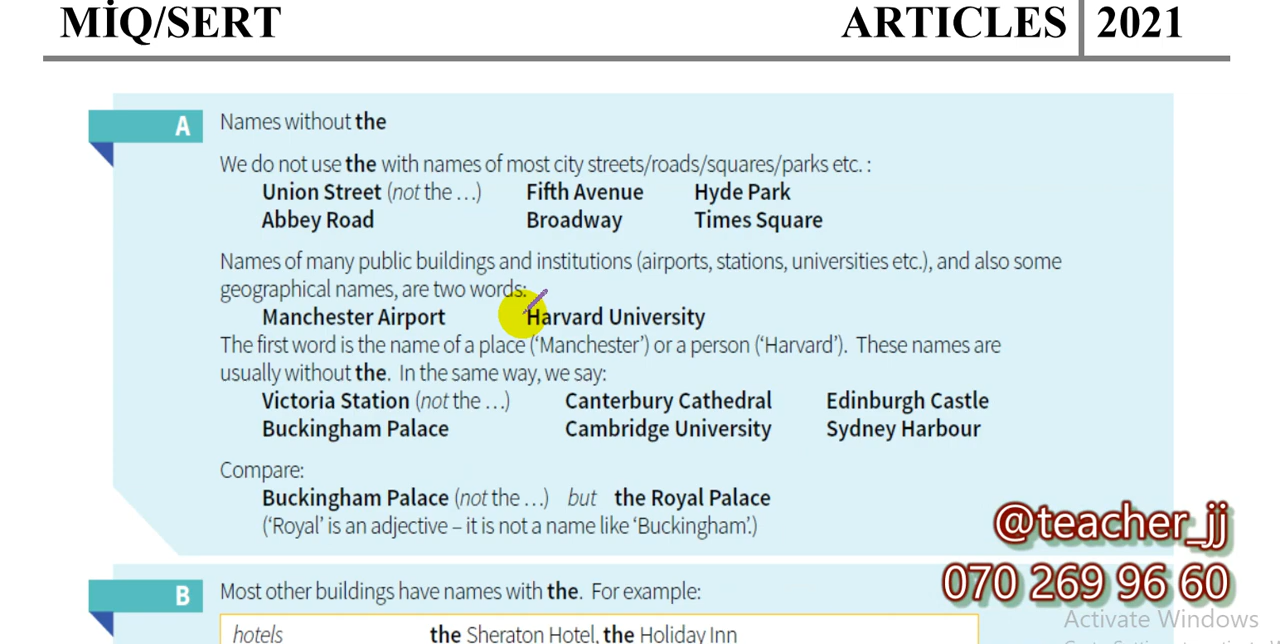 MİQ/SERT ARTICLES 2021
A Names without the
We do not use the with names of most city streets/roads/squares/parks etc. :
Union Street (not the …) Fifth Avenue Hyde Park
Abbey Road Broadway Times Square
Names of many public buildings and institutions (airports, stations, universities etc.), and also some
geographical names, are two words:
Manchester Airport Harvard University
The first word is the name of a place (‘Manchester’) or a person (‘Harvard’). These names are
usually without the. In the same way, we say:
Victoria Station (not the …) Canterbury Cathedral Edinburgh Castle
Buckingham Palace Cambridge University Sydney Harbour
Compare:
Buckingham Palace (not the …) but the Royal Palace
(‘Royal’ is an adjective – it is not a name like ‘Buckingham’.)
@teacher_jj
070 269 96 60
B Most other buildings have names with the. For example:
Activate Windows
hotels the Sheraton Hotel, the Holiday Inn